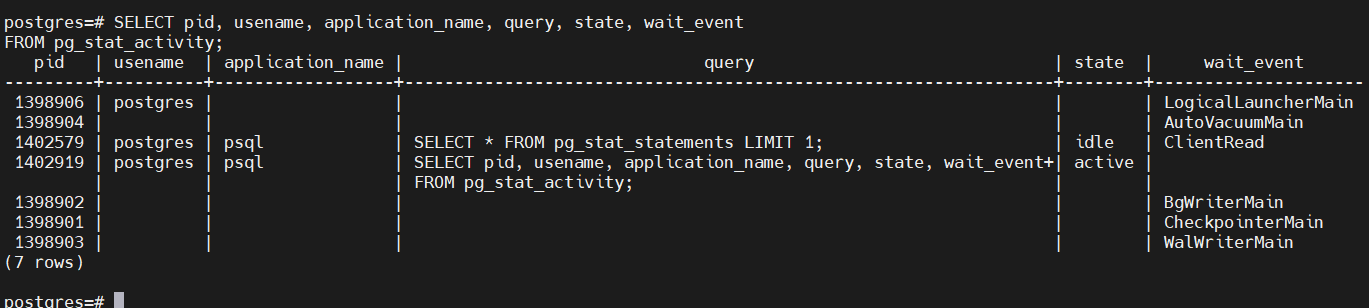 postgres=# SELECT pid, usename, application_name, query, state, wait_event
FROM pg_stat_activity;
   pid   | usename  | application_name |                              query                              | state  |     wait_event
---------+----------+------------------+-----------------------------------------------------------------+--------+---------------------
 1398906 | postgres |                  |                                                                 |        | LogicalLauncherMain
 1398904 |          |                  |                                                                 |        | AutoVacuumMain
 1402579 | postgres | psql             | SELECT * FROM pg_stat_statements LIMIT 1;                       | idle   | ClientRead
 1402919 | postgres | psql             | SELECT pid, usename, application_name, query, state, wait_event+| active |
         |          |                  | FROM pg_stat_activity;                                          |        |
 1398902 |          |                  |                                                                 |        | BgWriterMain
 1398901 |          |                  |                                                                 |        | CheckpointerMain
 1398903 |          |                  |                                                                 |        | WalWriterMain
(7 rows)

postgres=#